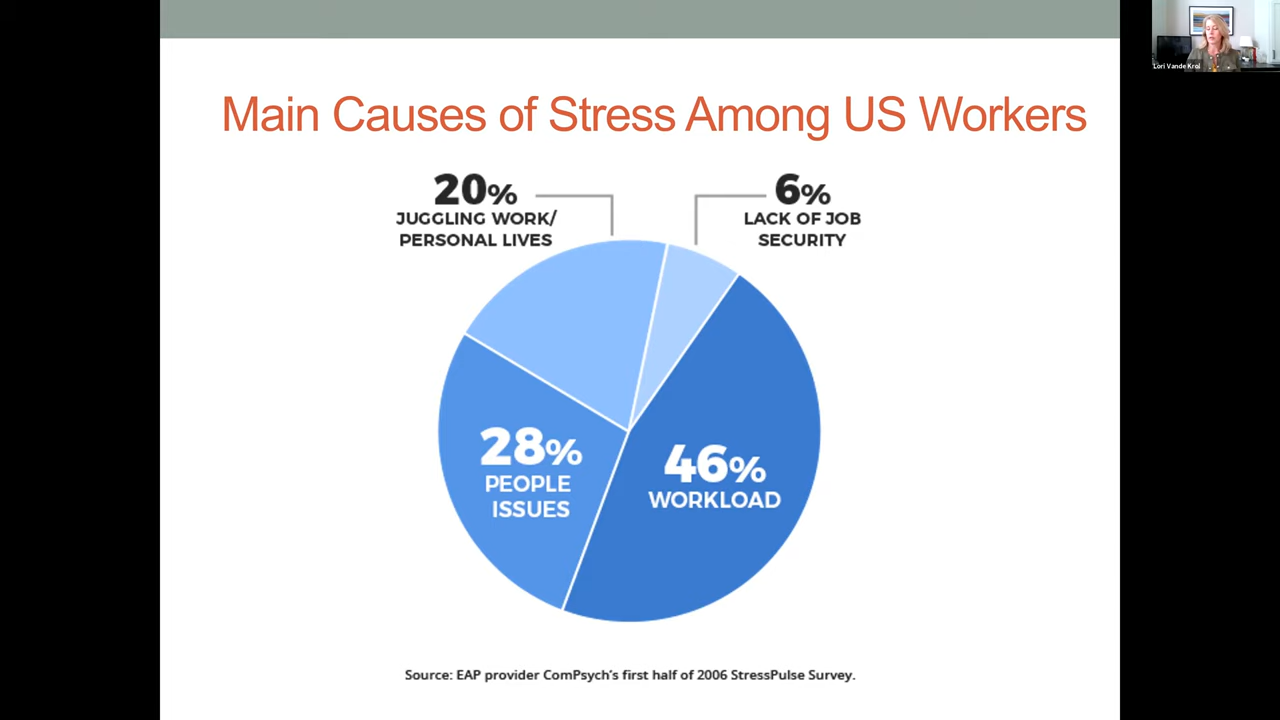 Main Causes of Stress Among US Workers
20%
JUGGLING WORK/
PERSONAL LIVES
6%
LACK OF JOB
SECURITY
28%
PEOPLE
ISSUES
46%
WORKLOAD
Source: EAP provider ComPsych's first half of 2006 StressPulse Survey.
Lori Vande Krol